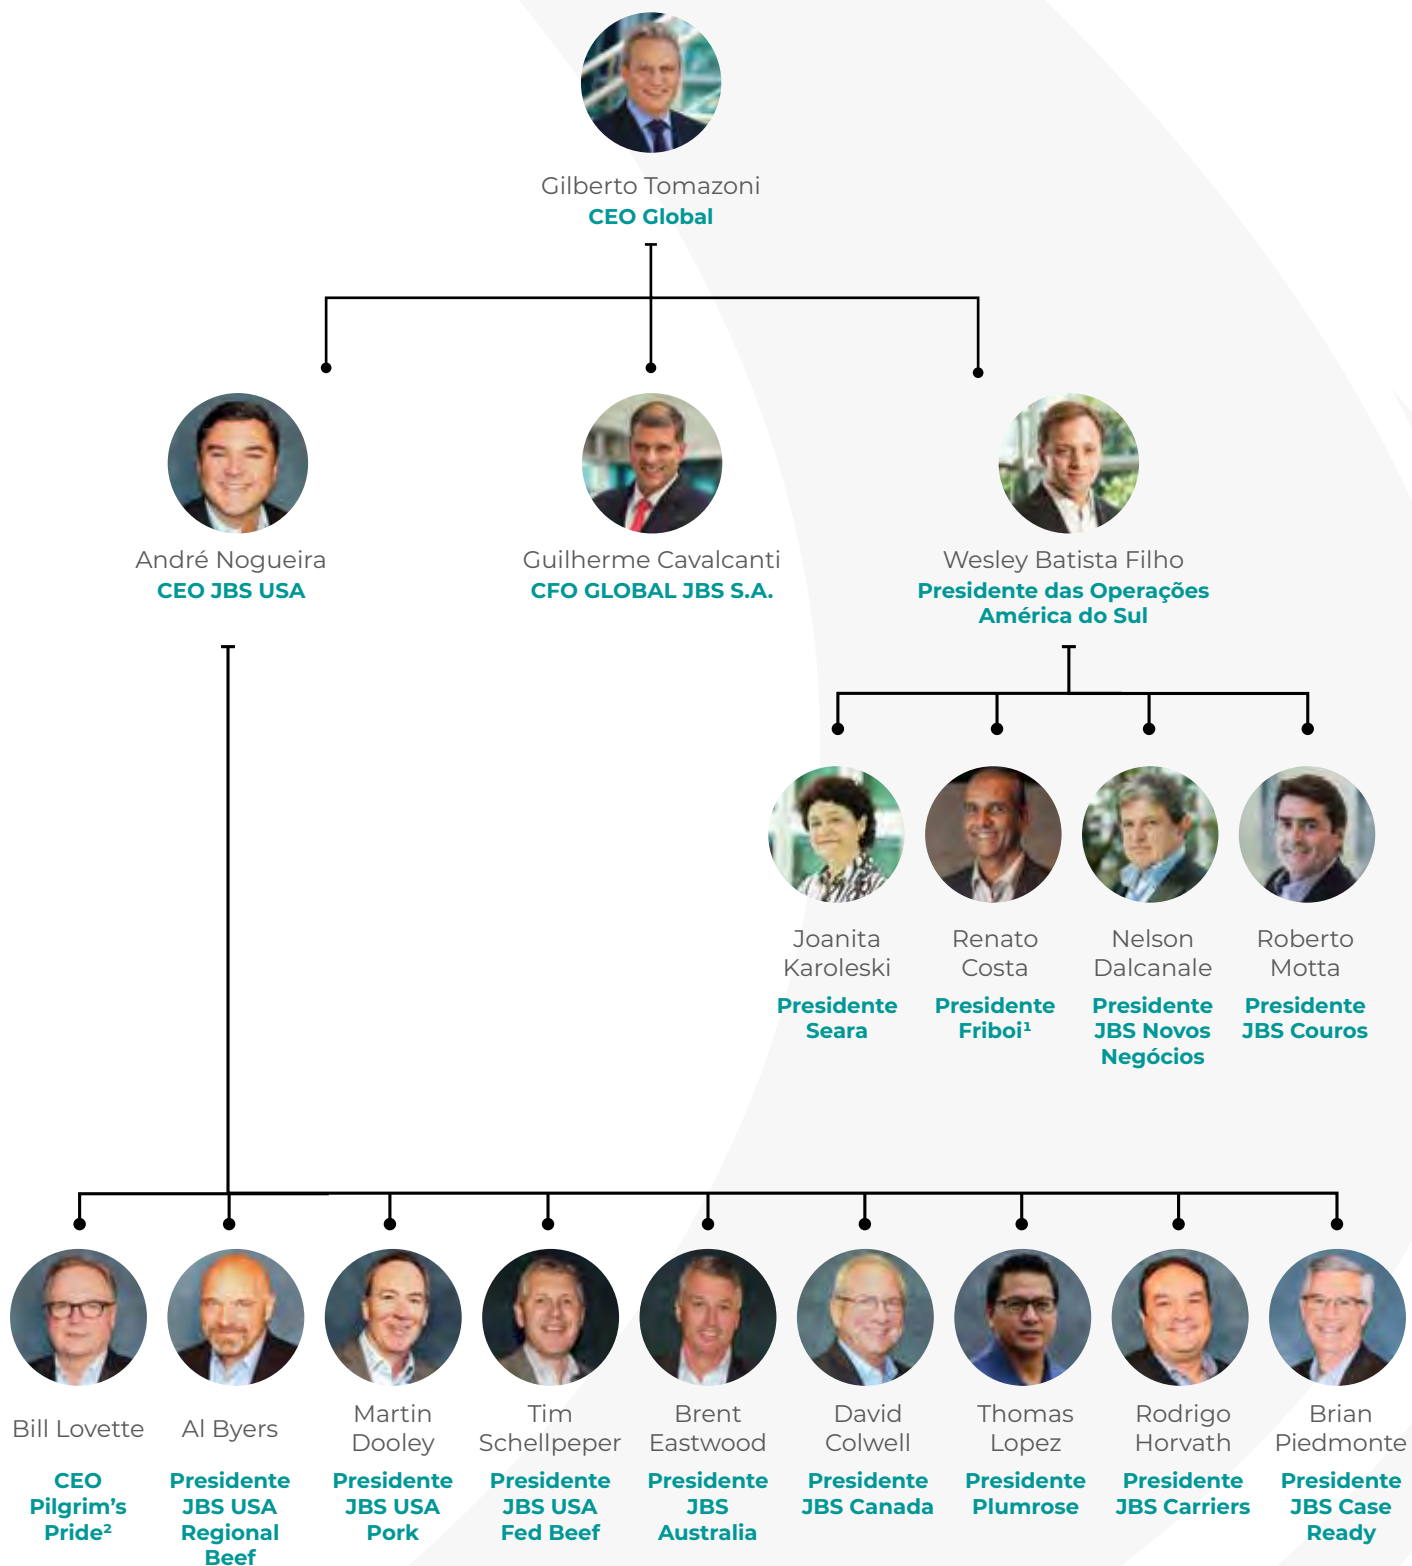 Gilberto Tomazoni
CEO Global
André Nogueira
CEO JBS USA
Guilherme Cavalcanti
CFO GLOBAL JBS S.A.
Wesley Batista Filho
Presidente das Operações
América do Sul
Joanita
Karoleski
Presidente
Seara
Renato
Costa
Presidente
Friboi¹
Nelson
Dalcanale
Presidente
JBS Novos
Negócios
Roberto
Motta
Presidente
JBS Couros
Bill Lovette
CEO
Pilgrim’s
Pride²
Al Byers
Presidente
JBS USA
Regional
Beef
Martin
Dooley
Presidente
JBS USA
Pork
Tim
Schellpeper
Presidente
JBS USA
Fed Beef
Brent
Eastwood
Presidente
JBS
Australia
David
Colwell
Presidente
JBS Canada
Thomas
Lopez
Presidente
Plumrose
Rodrigo
Horvath
Presidente
JBS Carriers
Brian
Piedmonte
Presidente
JBS Case
Ready